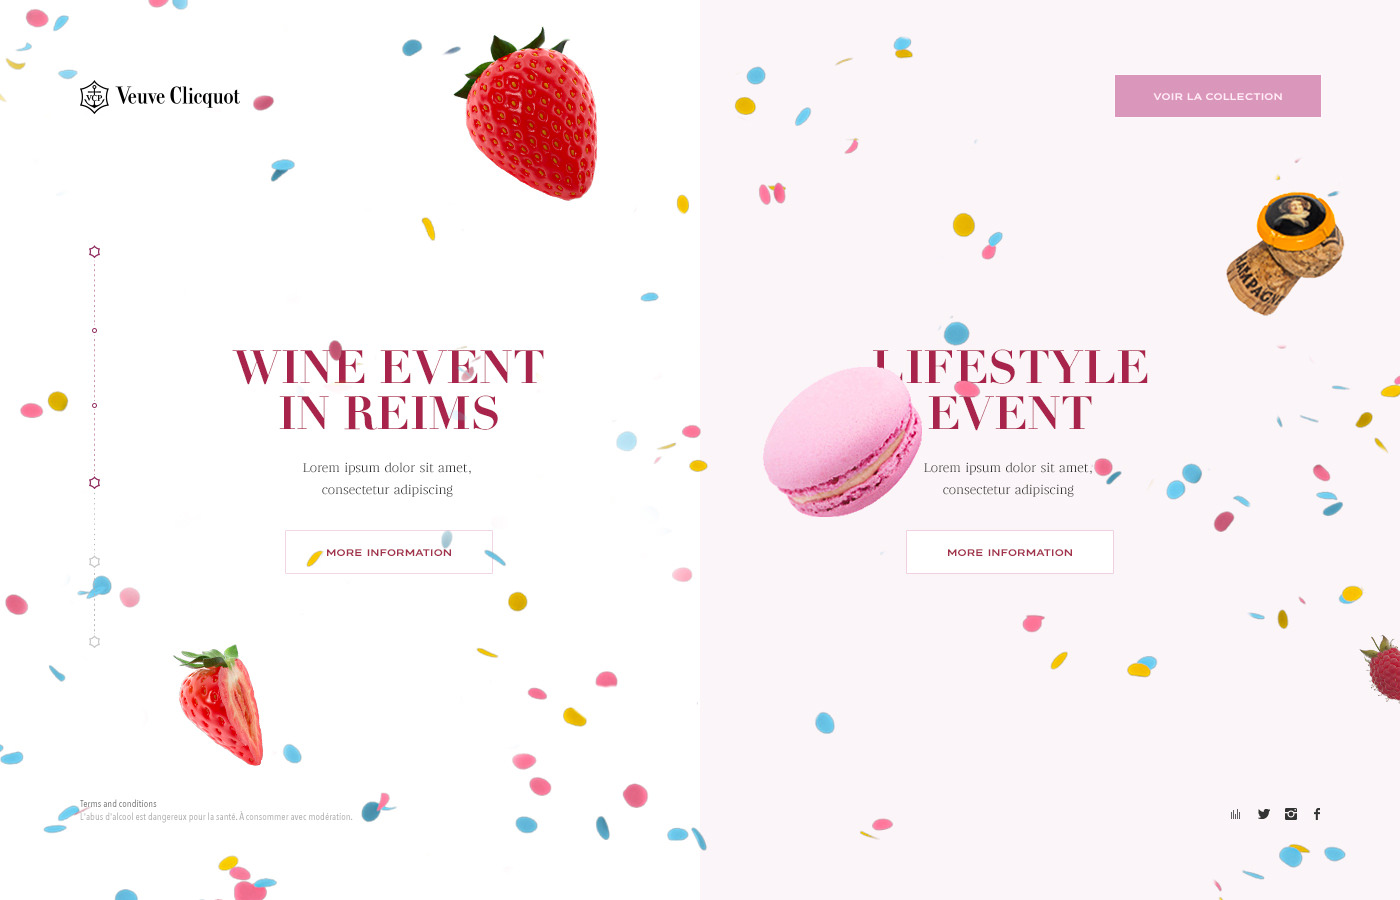 VCP
Veuve Clicquot
VOIR LA COLLECTION
WINE EVENT
IN REIMS
Lorem ipsum dolor sit amet,
consectetur adipiscing
MORE INFORMATION
LIFESTYLE
EVENT
Lorem ipsum dolor sit amet,
consectetur adipiscing
MORE INFORMATION
Terms and conditions
L'abus d'alcool est dangereux pour la santé. À consommer avec modération.